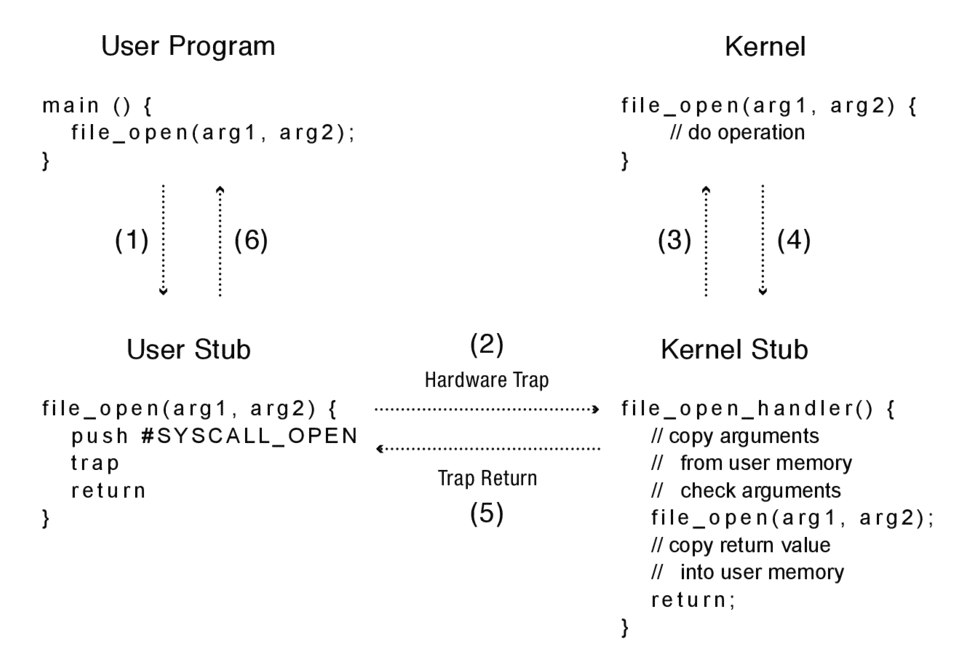 User Program
main () {
file_open(arg1, arg2);
}
Kernel
file_open(arg1, arg2) {
// do operation
}
(1)
(6)
(3)
(4)
User Stub
file_open(arg1, arg2) {
push #SYSCALL_OPEN
trap
return
}
(2)
Hardware Trap
Trap Return
(5)
Kernel Stub
file_open_handler() {
// copy arguments
// from user memory
// check arguments
file_open(arg1, arg2);
// copy return value
// into user memory
return;
}